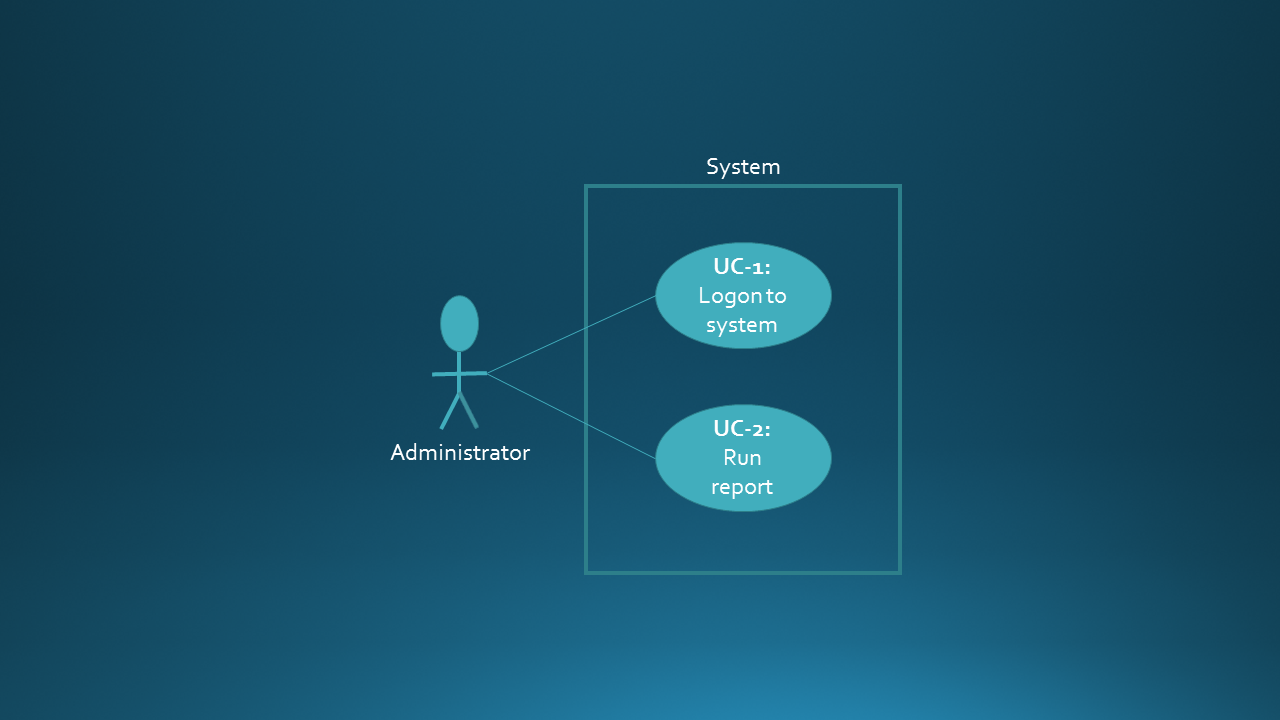 System
UC-1:
Logon to
system
UC-2:
Run
report
Administrator